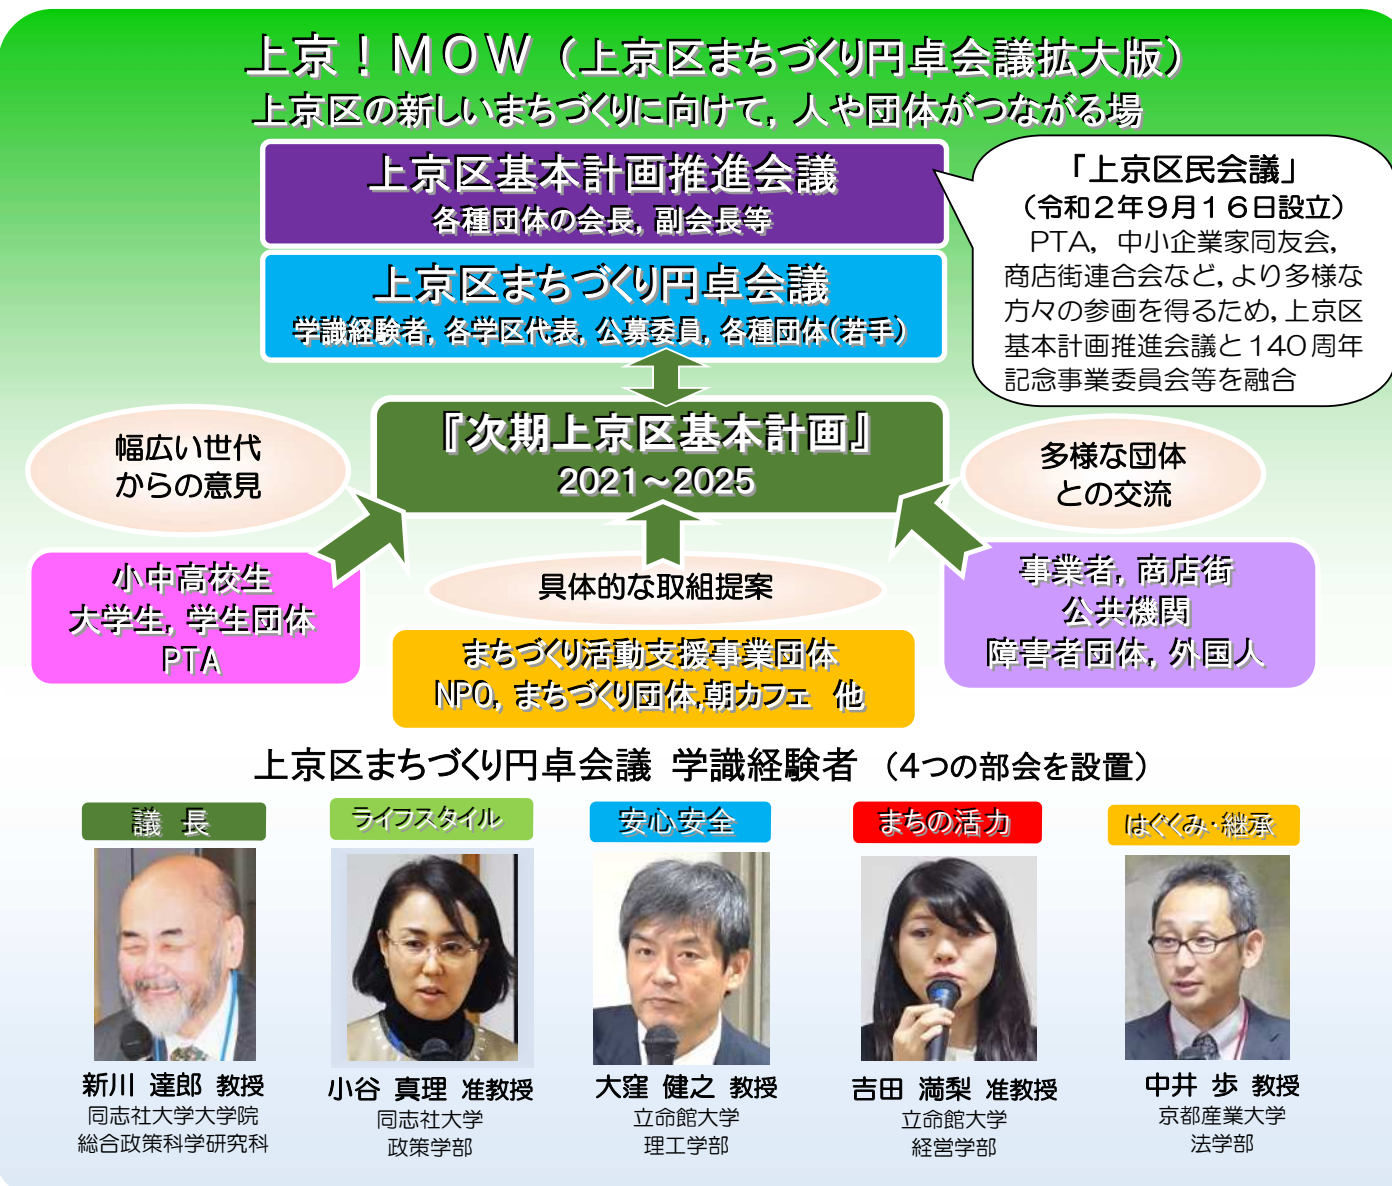 上京！ＭＯＷ（上京区まちづくり円卓会議拡大版）
上京区の新しいまちづくりに向けて，人や団体がつながる場
上京区基本計画推進会議
各種団体の会長，副会長等
上京区まちづくり円卓会議
学識経験者，各学区代表，公募委員，各種団体（若手）
「上京区民会議」
（令和２年９月１６日設立）
PTA，中小企業家同友会，
商店街連合会など，より多様な
方々の参画を得るため，上京区
基本計画推進会議と140周年
記念事業委員会等を融合
『次期上京区基本計画』
2021～2025
幅広い世代
からの意見
多様な団体
との交流
小中高校生
大学生，学生団体
PTA
具体的な取組提案
まちづくり活動支援事業団体
NPO，まちづくり団体,朝カフェ　他
事業者，商店街
公共機関
障害者団体，外国人
上京区まちづくり円卓会議 学識経験者 （4つの部会を設置）
議 長
ライフスタイル
安心安全
まちの活力
はぐくみ・継承
新川 達郎 教授
同志社大学大学院
総合政策科学研究科
小谷 真理 准教授
同志社大学
政策学部
大窪 健之 教授
立命館大学
理工学部
吉田 満梨 准教授
立命館大学
経営学部
中井 歩 教授
京都産業大学
法学部